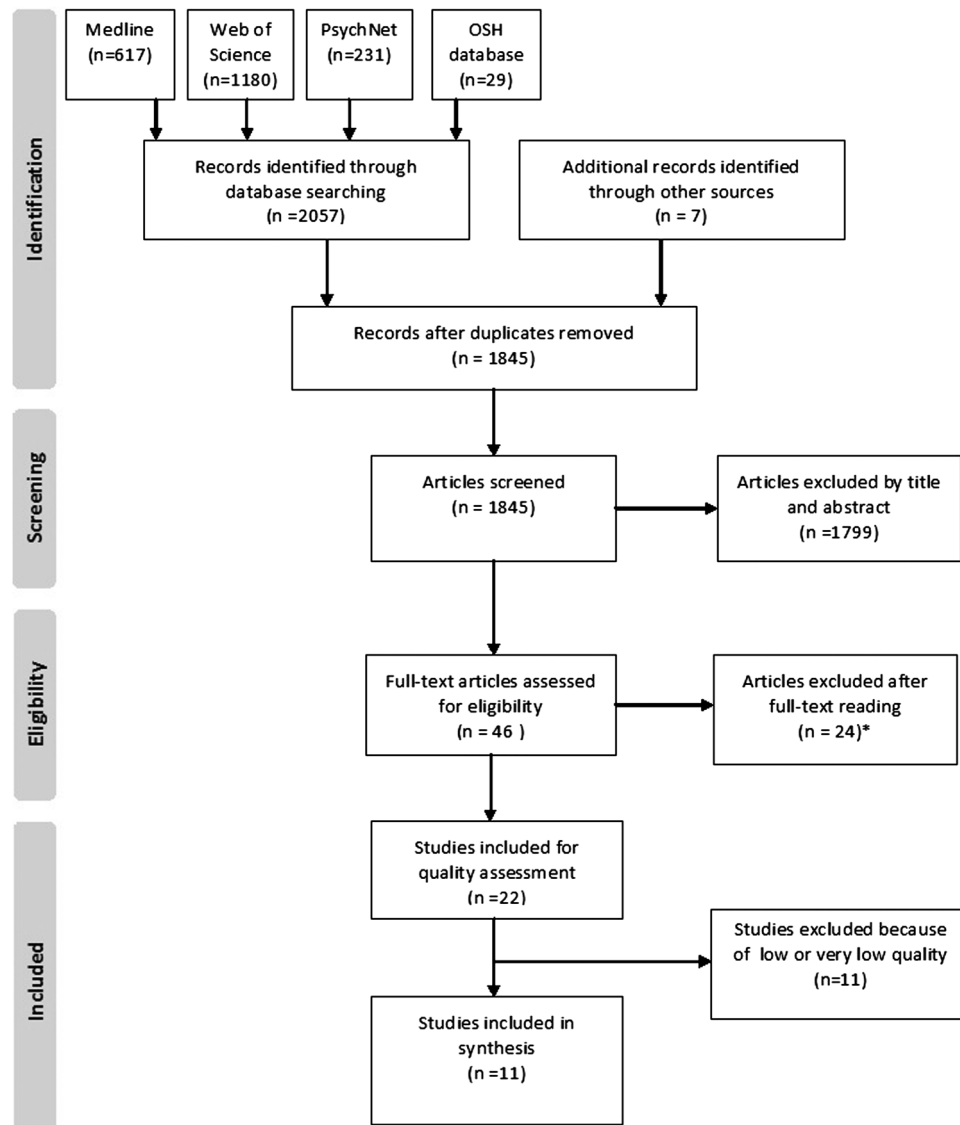 Identification
Medline
(n=617)
Web of
Science
(n=1180)
PsychNet
(n=231)
OSH
database
(n=29)
Records identified through
database searching
(n =2057)
Additional records identified
through other sources
(n = 7)
Records after duplicates removed
(n = 1845)
Screening
Articles screened
(n = 1845)
Articles excluded by title
and abstract
(n =1799)
Eligibility
Full-text articles assessed
for eligibility
(n = 46 )
Articles excluded after
full-text reading
(n = 24)*
Included
Studies included for
quality assessment
(n =22)
Studies excluded because
of low or very low quality
(n=11)
Studies included in
synthesis
(n =11)